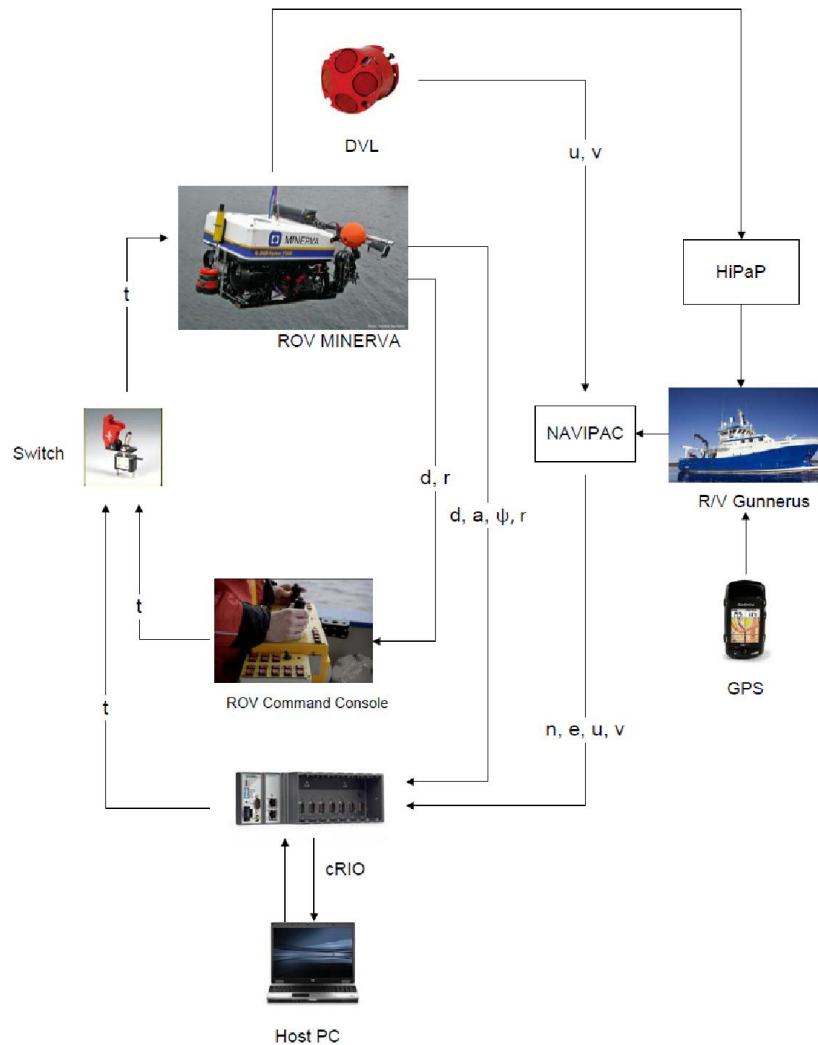 DVL
u, v
MINERVA
HiPaP
t
ROV MINERVA
NAVIPAC
Switch
d, r
d, a, ψ, r
R/V Gunnerus
t
ROV Command Console
GPS
t
n, e, u, v
cRIO
Host PC